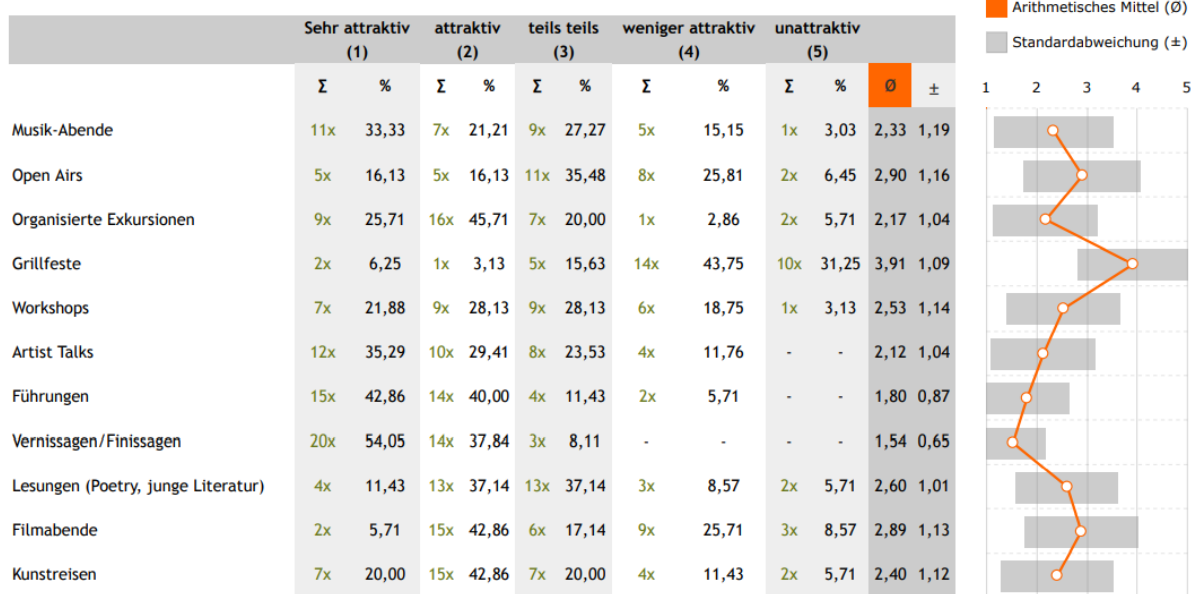 Arithmetisches Mittel (Ø)
Sehr attraktiv attraktiv teils teils weniger attraktiv unattraktiv
(1) (2) (3) (4) (5)
Standardabweichung (±)
Σ % Σ % Σ % Σ % Σ % Ø ± 1 2 3 4 5
Musik-Abende 11x 33,33 7x 21,21 9x 27,27 5x 15,15 1x 3,03 2,33 1,19
Open Airs 5x 16,13 5x 16,13 11x 35,48 8x 25,81 2x 6,45 2,90 1,16
Organisierte Exkursionen 9x 25,71 16x 45,71 7x 20,00 1x 2,86 2x 5,71 2,17 1,04
Grillfeste 2x 6,25 1x 3,13 5x 15,63 14x 43,75 10x 31,25 3,91 1,09
Workshops 7x 21,88 9x 28,13 9x 28,13 6x 18,75 1x 3,13 2,53 1,14
Artist Talks 12x 35,29 10x 29,41 8x 23,53 4x 11,76 - - 2,12 1,04
Führungen 15x 42,86 14x 40,00 4x 11,43 2x 5,71 - - 1,80 0,87
Vernissagen/Finissagen 20x 54,05 14x 37,84 3x 8,11 - - - - 1,54 0,65
Lesungen (Poetry, junge Literatur) 4x 11,43 13x 37,14 13x 37,14 3x 8,57 2x 5,71 2,60 1,01
Filmabende 2x 5,71 15x 42,86 6x 17,14 9x 25,71 3x 8,57 2,89 1,13
Kunstreisen 7x 20,00 15x 42,86 7x 20,00 4x 11,43 2x 5,71 2,40 1,12